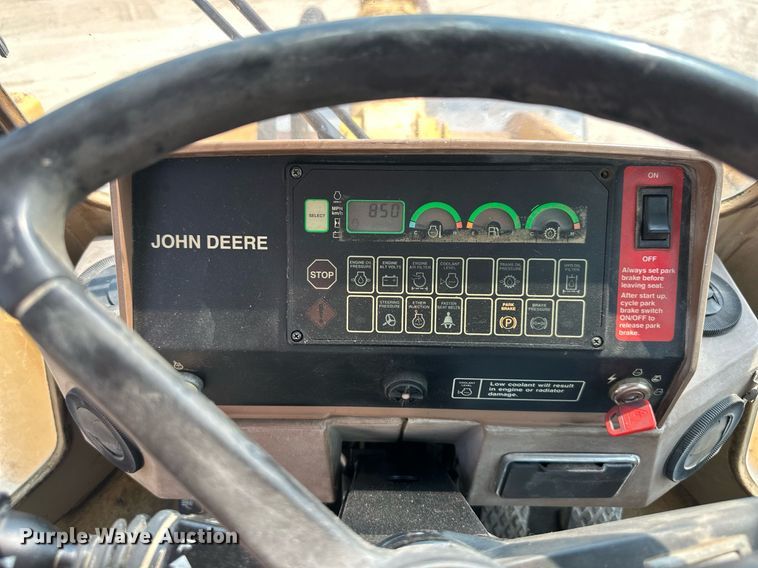 ON
SELECT
MPH
km/h
850
0
JOHN DEERE
C
H
OFF
STOP
ENGINE OIL
PRESSURE
ENGINE
ALT VOLTS
ENGINE
AIR FILTER
COOLANT
LEVEL
TRANS OIL
PRESSURE
HYD OIL
FILTER
Always set park
brake before
leaving seat.
After start up,
cycle park
brake switch
ON/OFF to
release park
brake.
STEERING
PRESSURE
ETHER
INJECTION
FASTEN
SEAT BELTS
PARK
BRAKE
BRAKE
PRESSURE
P
COOLANT
LEVEL
Low coolant will result
in engine or radiator
damage.
Purple Wave Auction